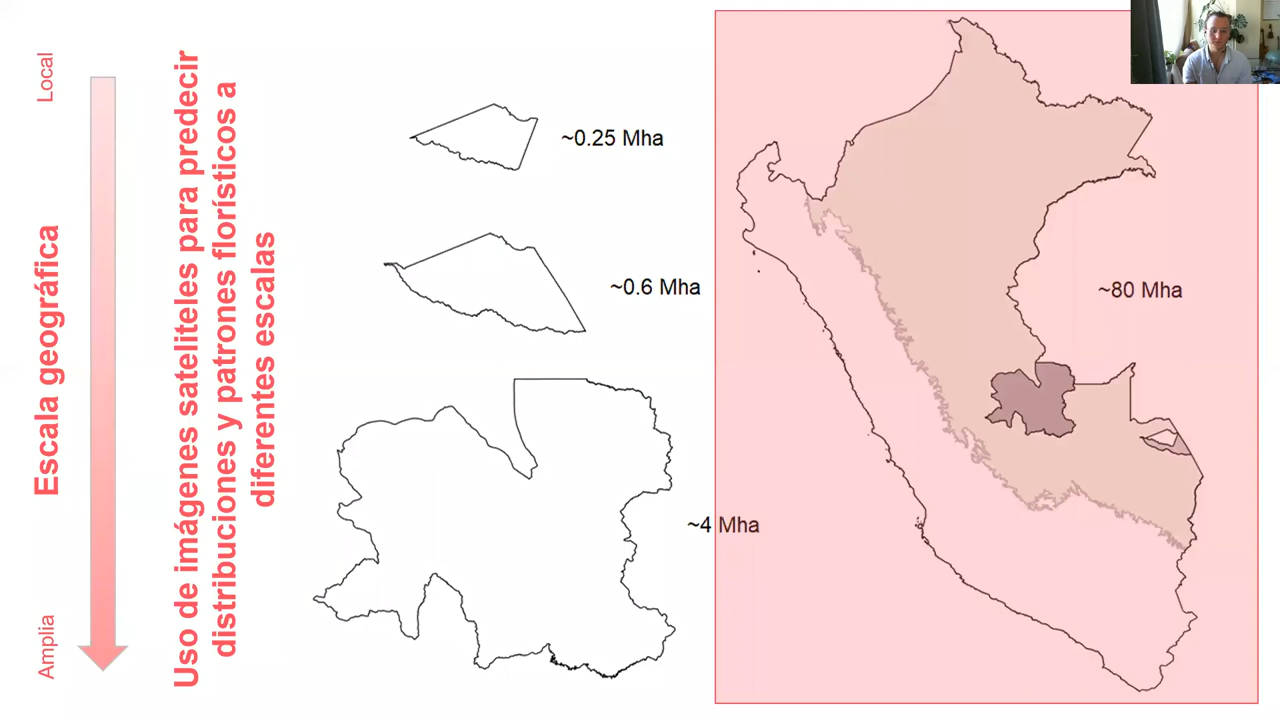 Local
Escala geográfica
Amplia
Uso de imágenes sateliteles para predecir
distribuciones y patrones florísticos a
diferentes escalas
~0.25 Mha
~0.6 Mha
~4 Mha
~80 Mha